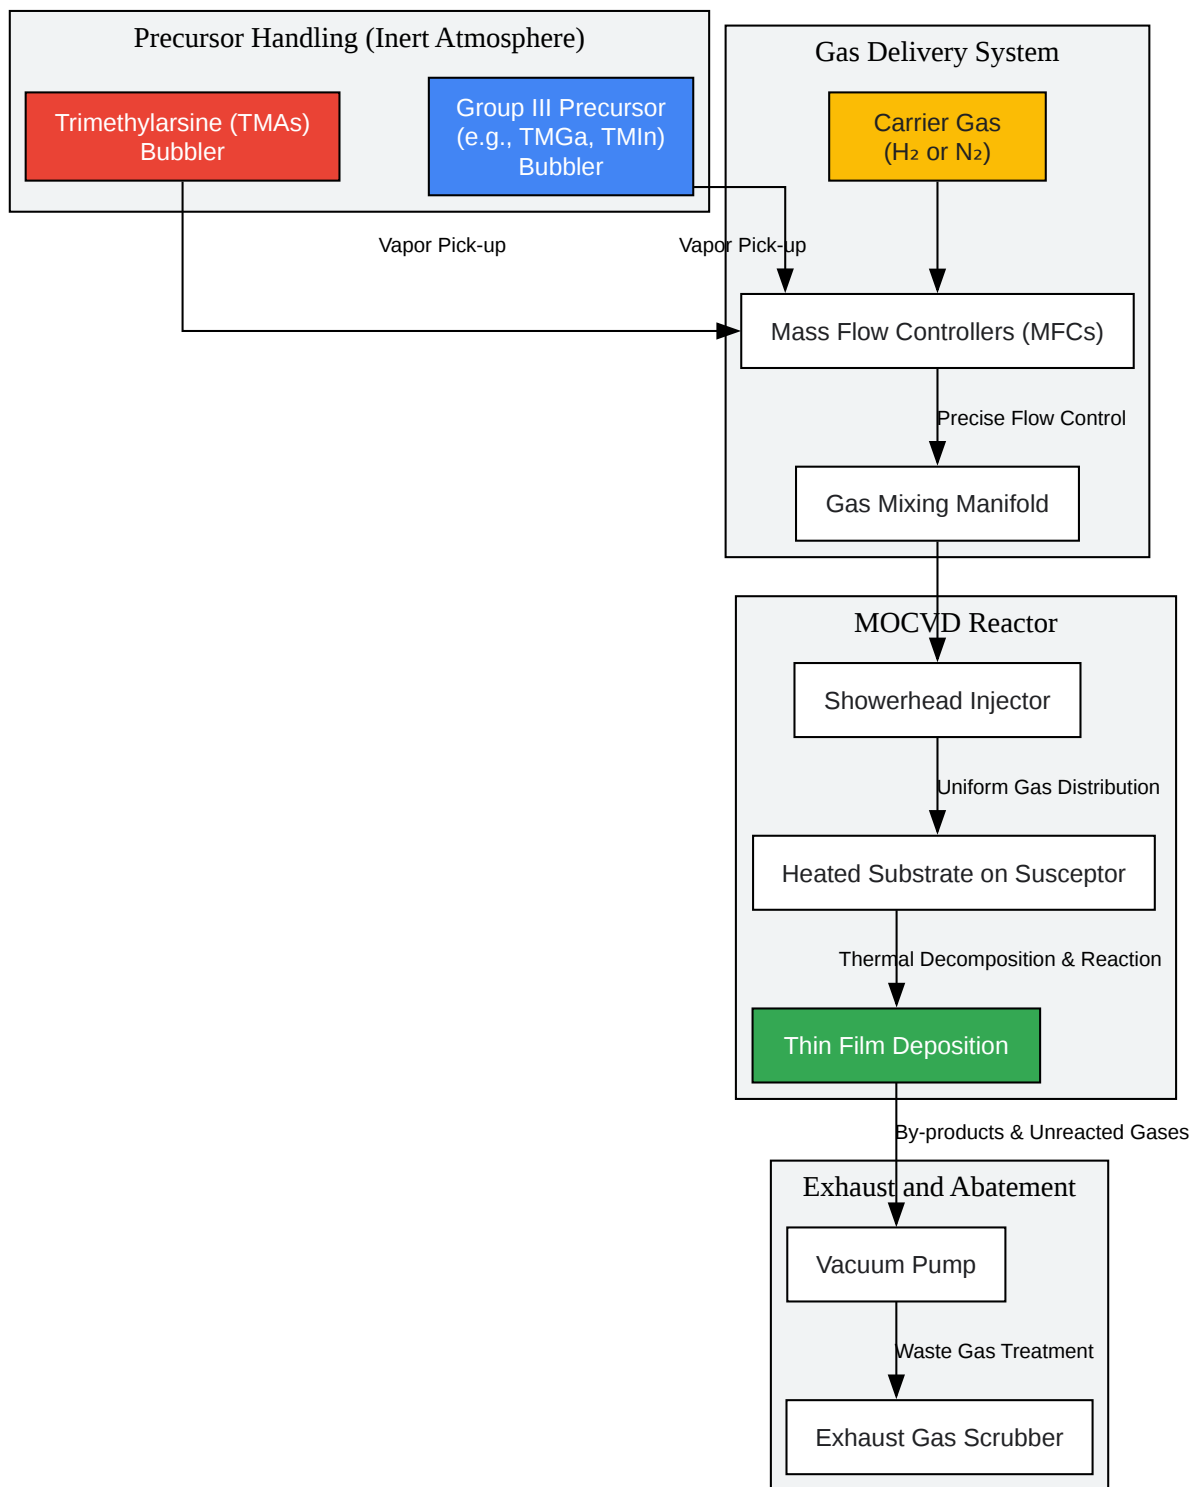 Precursor Handling (Inert Atmosphere)
Trimethylarsine (TMAs)
Bubbler
Group III Precursor
(e.g., TMGa, TMIn)
Bubbler
Gas Delivery System
Carrier Gas
(H₂ or N₂)
Vapor Pick-up
Vapor Pick-up
Mass Flow Controllers (MFCs)
Precise Flow Control
Gas Mixing Manifold
MOCVD Reactor
Showerhead Injector
Uniform Gas Distribution
Heated Substrate on Susceptor
Thermal Decomposition & Reaction
Thin Film Deposition
By-products & Unreacted Gases
Exhaust and Abatement
Vacuum Pump
Waste Gas Treatment
Exhaust Gas Scrubber